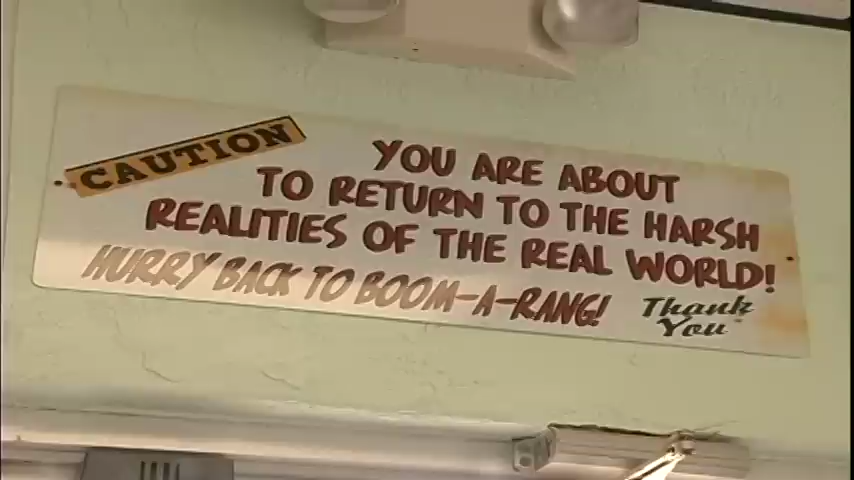 CAUTION
YOU ARE ABOUT
TO RETURN TO THE HARSH
REALITIES OF THE REAL WORLD!
HURRY BACK TO BOOM-A-RANG!
Thank
You